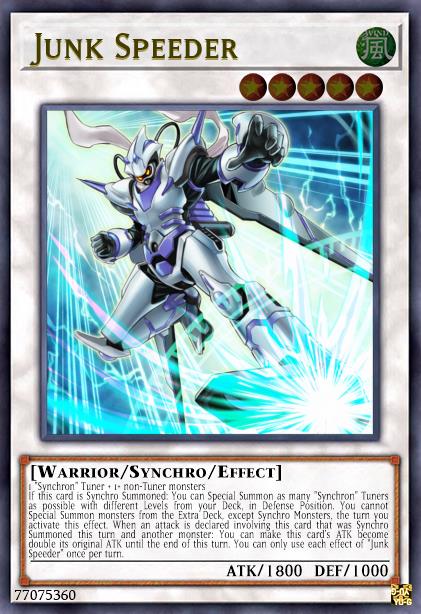 JUNK SPEEDER
WIND
風
[WARRIOR/SYNCHRO/EFFECT]
1 "Synchron" Tuner + 1+ non-Tuner monsters
If this card is Synchro Summoned: You can Special Summon as many "Synchron" Tuners
as possible with different Levels from your Deck, in Defense Position. You cannot
Special Summon monsters from the Extra Deck, except Synchro Monsters, the turn you
activate this effect. When an attack is declared involving this card that was Synchro
Summoned this turn and another monster: You can make this card's ATK become
double its original ATK until the end of this turn. You can only use each effect of "Junk
Speeder" once per turn.
ATK/1800 DEF/1000
77075360